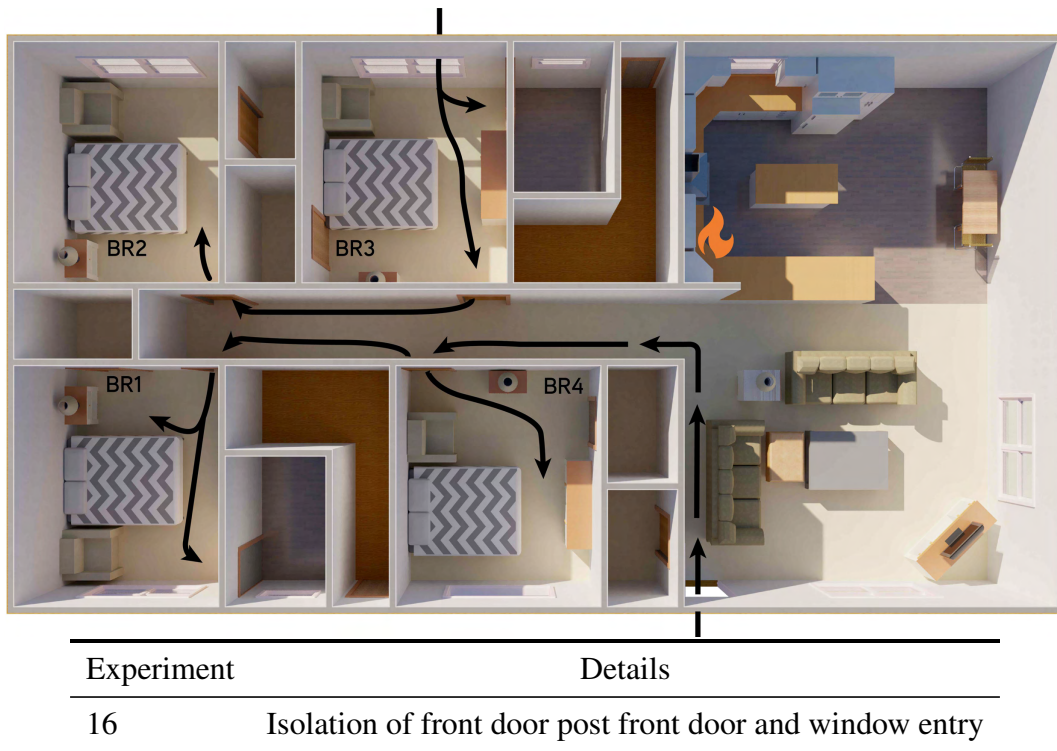 BR2
BR3
BR1
BR4
Experiment Details
16 Isolation of front door post front door and window entry